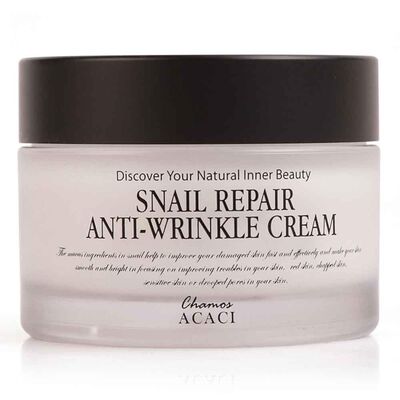 Discover Your Natural Inner Beauty
SNAIL REPAIR
ANTI-WRINKLE CREAM
The mucus ingredients in snail help to improve your damaged skin fast and effectively and make your skin
smooth and bright in focusing on improving troubles in your skin, red skin, chapped skin,
sensitive skin or drooped pores in your skin.
Chamos
ACACI